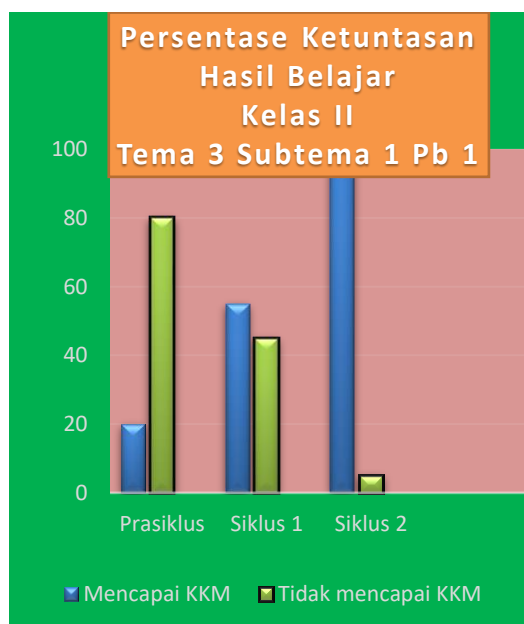 Persentase Ketuntasan
Hasil Belajar
Kelas II
Tema 3 Subtema 1 Pb 1
100
80
60
40
20
0
Prasiklus Siklus 1 Siklus 2
Mencapai KKM Tidak mencapai KKM